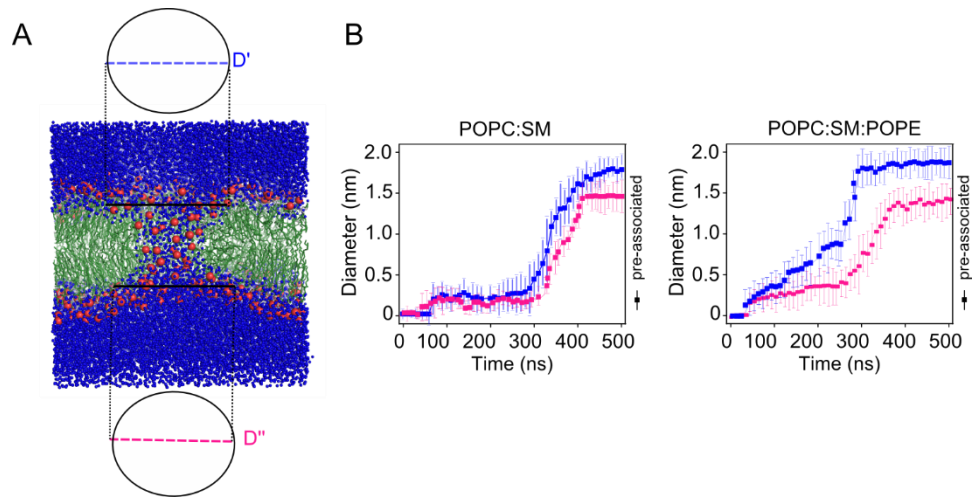 A
D'
D"
B
POPC:SM
Diameter (nm)
2.0
1.5
1.0
0.5
0
0 100 200 300 400 500
Time (ns)
pre-associated
POPC:SM:POPE
Diameter (nm)
2.0
1.5
1.0
0.5
0
0 100 200 300 400 500
Time (ns)
pre-associated